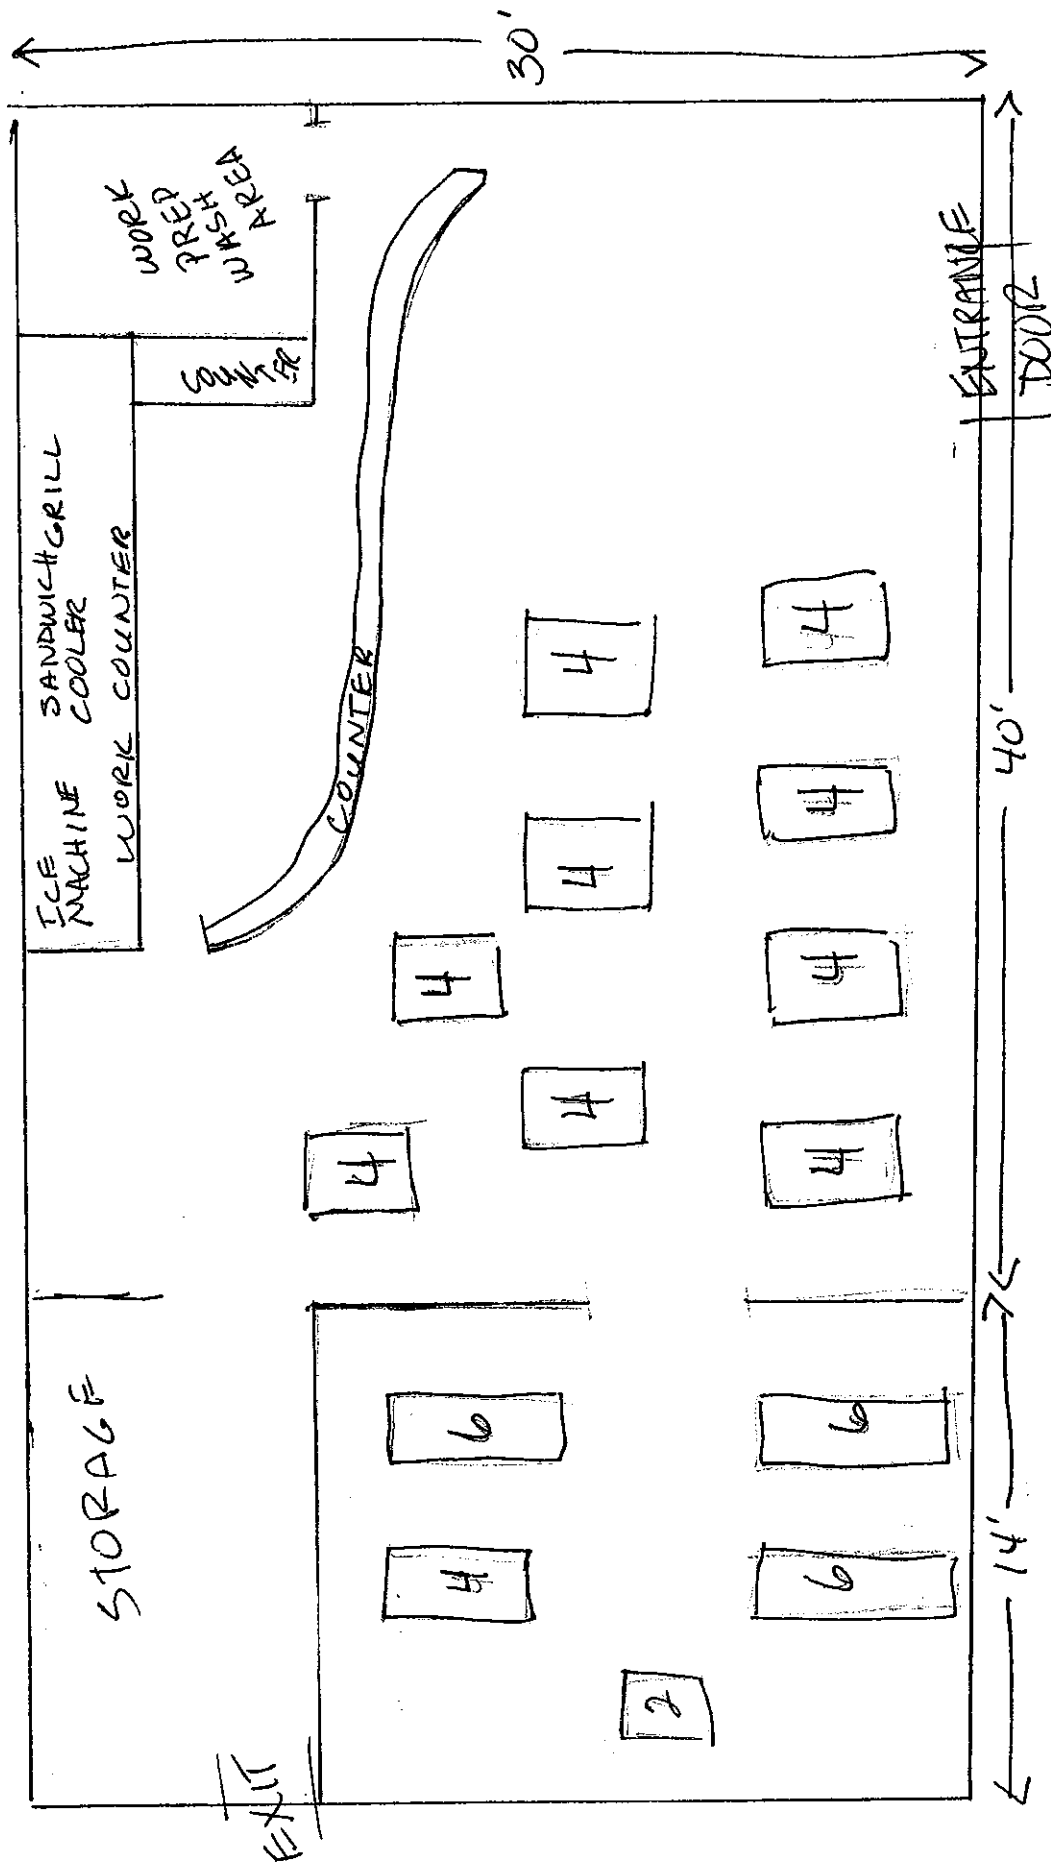 STORAGE
EXIT
ICE
MACHINE
SANDWICH
COOLER
GRILL
WORK COUNTER
COUNTER
WORK
PREP
WASH
AREA
COUNTER
30'
4
4
4
4
4
4
4
4
4
6
4
6
6
2
ENTRANCE
DOOR
14'
40'